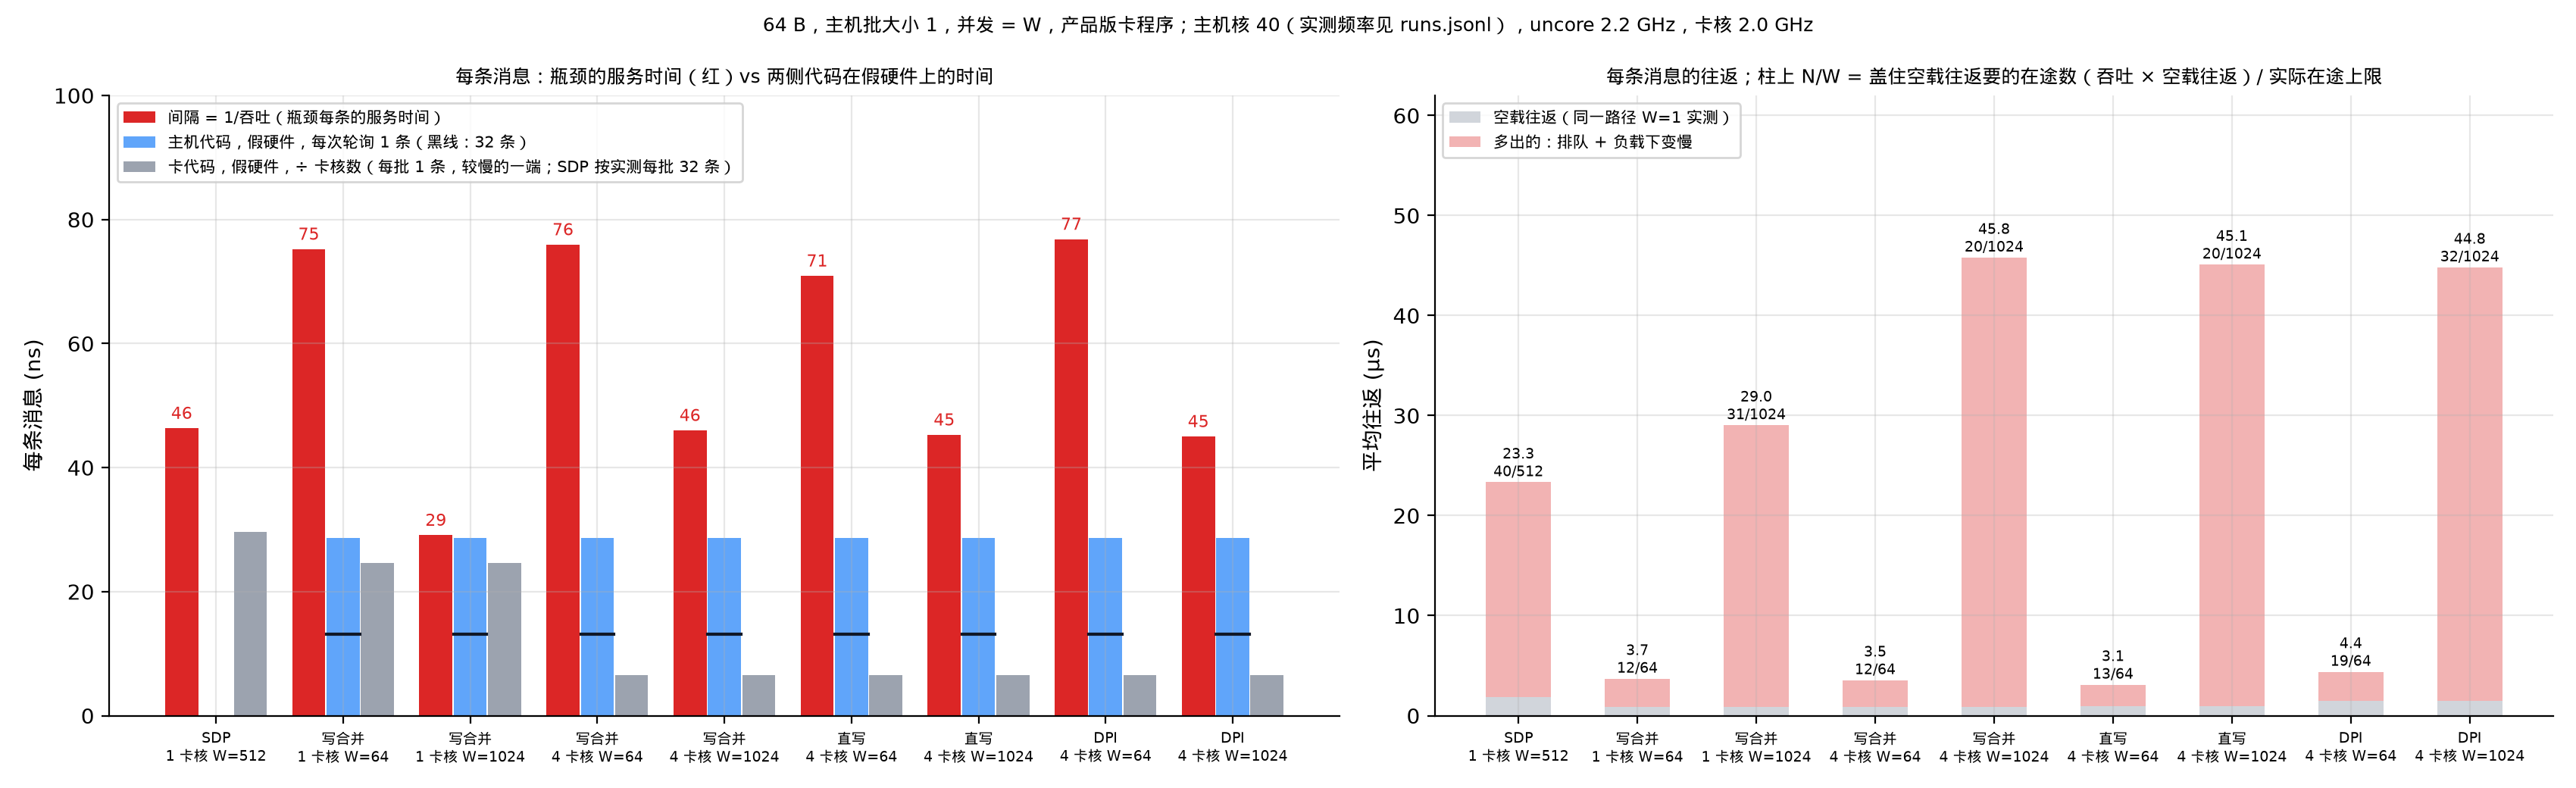 64 B，主机批大小 1，并发 = W，产品版卡程序；主机核 40（实测频率见 runs.jsonl），uncore 2.2 GHz，卡核 2.0 GHz
每条消息：瓶颈的服务时间（红）vs 两侧代码在假硬件上的时间
间隔 = 1/吞吐（瓶颈每条的服务时间）
主机代码，假硬件，每次轮询 1 条（黑线：32 条）
卡代码，假硬件，÷ 卡核数（每批 1 条，较慢的一端；SDP 按实测每批 32 条）
每条消息 (ns)
100
80
60
40
20
0
46
75
29
76
46
71
45
77
45
SDP
1 卡核 W=512
写合并
1 卡核 W=64
写合并
1 卡核 W=1024
写合并
4 卡核 W=64
写合并
4 卡核 W=1024
直写
4 卡核 W=64
直写
4 卡核 W=1024
DPI
4 卡核 W=64
DPI
4 卡核 W=1024
每条消息的往返；柱上 N/W = 盖住空载往返要的在途数（吞吐 × 空载往返）/ 实际在途上限
空载往返（同一路径 W=1 实测）
多出的：排队 + 负载下变慢
平均往返 (µs)
60
50
40
30
20
10
0
23.3
40/512
3.7
12/64
29.0
31/1024
3.5
12/64
45.8
20/1024
3.1
13/64
45.1
20/1024
4.4
19/64
44.8
32/1024
SDP
1 卡核 W=512
写合并
1 卡核 W=64
写合并
1 卡核 W=1024
写合并
4 卡核 W=64
写合并
4 卡核 W=1024
直写
4 卡核 W=64
直写
4 卡核 W=1024
DPI
4 卡核 W=64
DPI
4 卡核 W=1024